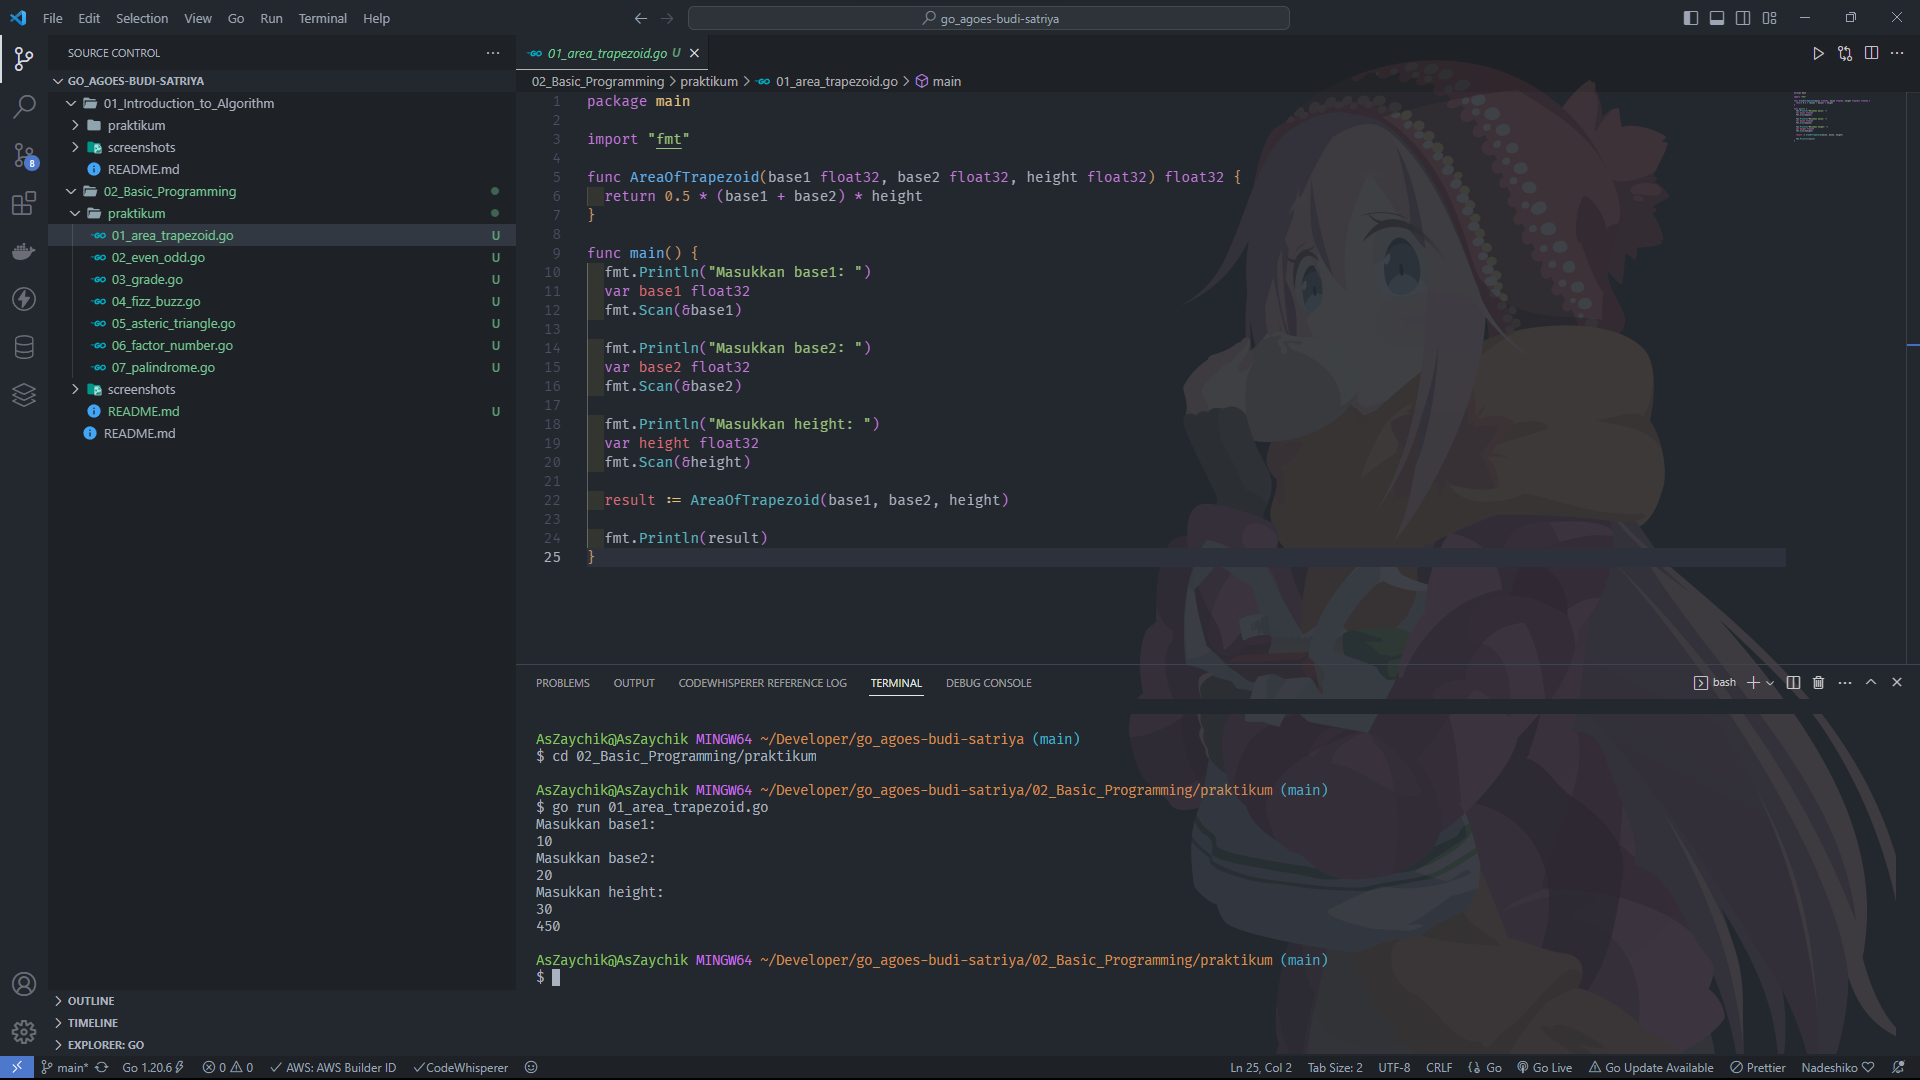 File Edit Selection View Go Run Terminal Help
go_agoes-budi-satriya
SOURCE CONTROL
GO_AGOES-BUDI-SATRIYA
01_Introduction_to_Algorithm
praktikum
screenshots
README.md
02_Basic_Programming
praktikum
01_area_trapezoid.go U
02_even_odd.go U
03_grade.go U
04_fizz_buzz.go U
05_asteric_triangle.go U
06_factor_number.go U
07_palindrome.go U
screenshots
README.md U
README.md
OUTLINE
TIMELINE
EXPLORER: GO
8
01_area_trapezoid.go U
02_Basic_Programming > praktikum > 01_area_trapezoid.go > main
1 package main
2
3 import "fmt"
4
5 func AreaOfTrapezoid(base1 float32, base2 float32, height float32) float32 {
6 return 0.5 * (base1 + base2) * height
7 }
8
9 func main() {
10 fmt.Println("Masukkan base1: ")
11 var base1 float32
12 fmt.Scan(&base1)
13
14 fmt.Println("Masukkan base2: ")
15 var base2 float32
16 fmt.Scan(&base2)
17
18 fmt.Println("Masukkan height: ")
19 var height float32
20 fmt.Scan(&height)
21
22 result := AreaOfTrapezoid(base1, base2, height)
23
24 fmt.Println(result)
25 }
PROBLEMS OUTPUT CODEWHISPERER REFERENCE LOG TERMINAL DEBUG CONSOLE
bash
AsZaychik@AsZaychik MINGW64 ~/Developer/go_agoes-budi-satriya (main)
$ cd 02_Basic_Programming/praktikum
AsZaychik@AsZaychik MINGW64 ~/Developer/go_agoes-budi-satriya/02_Basic_Programming/praktikum (main)
$ go run 01_area_trapezoid.go
Masukkan base1:
10
Masukkan base2:
20
Masukkan height:
30
450
AsZaychik@AsZaychik MINGW64 ~/Developer/go_agoes-budi-satriya/02_Basic_Programming/praktikum (main)
$
main* Go 1.20.6 0 0 AWS: AWS Builder ID CodeWhisperer Ln 25, Col 2 Tab Size: 2 UTF-8 CRLF Go Go Live Go Update Available Prettier Nadeshiko